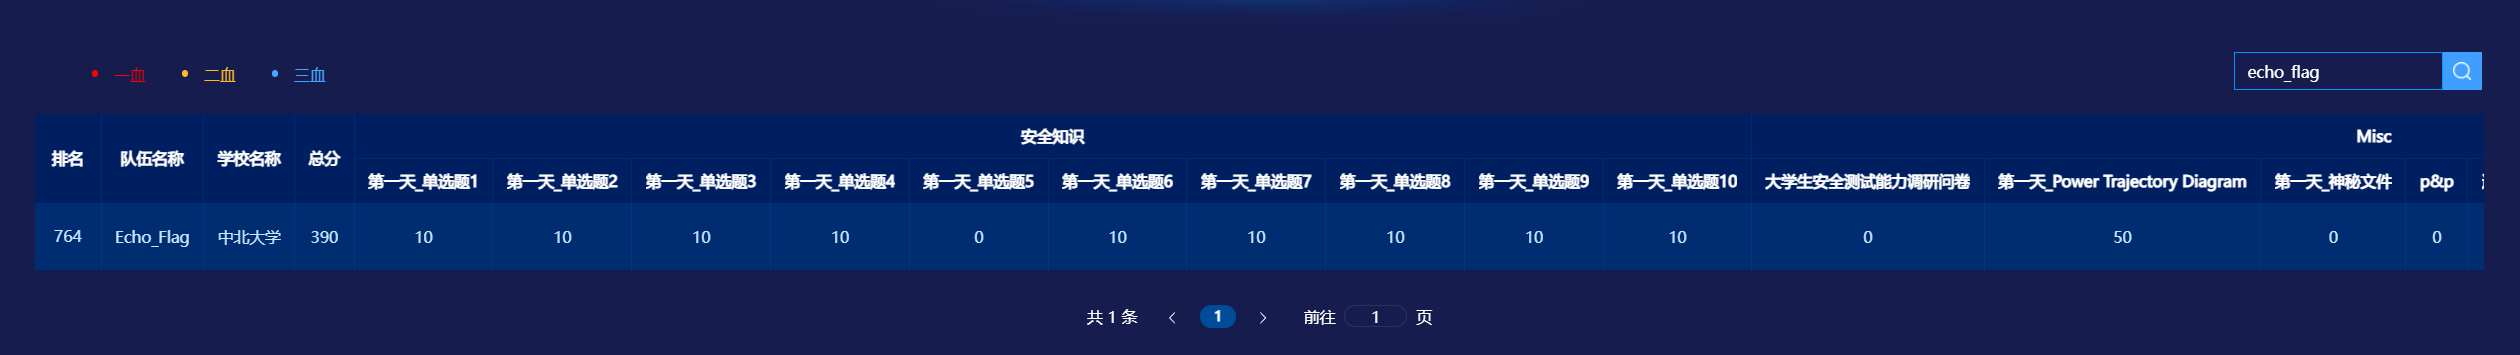 一血 二血 三血
echo_flag
安全知识 Misc
排名 队伍名称 学校名称 总分
第一天_单选题1 第一天_单选题2 第一天_单选题3 第一天_单选题4 第一天_单选题5 第一天_单选题6 第一天_单选题7 第一天_单选题8 第一天_单选题9 第一天_单选题10 大学生安全测试能力调研问卷 第一天_Power Trajectory Diagram 第一天_神秘文件 p&p
764 Echo_Flag 中北大学 390 10 10 10 10 0 10 10 10 10 10 0 50 0 0
共 1 条 1 前往 1 页